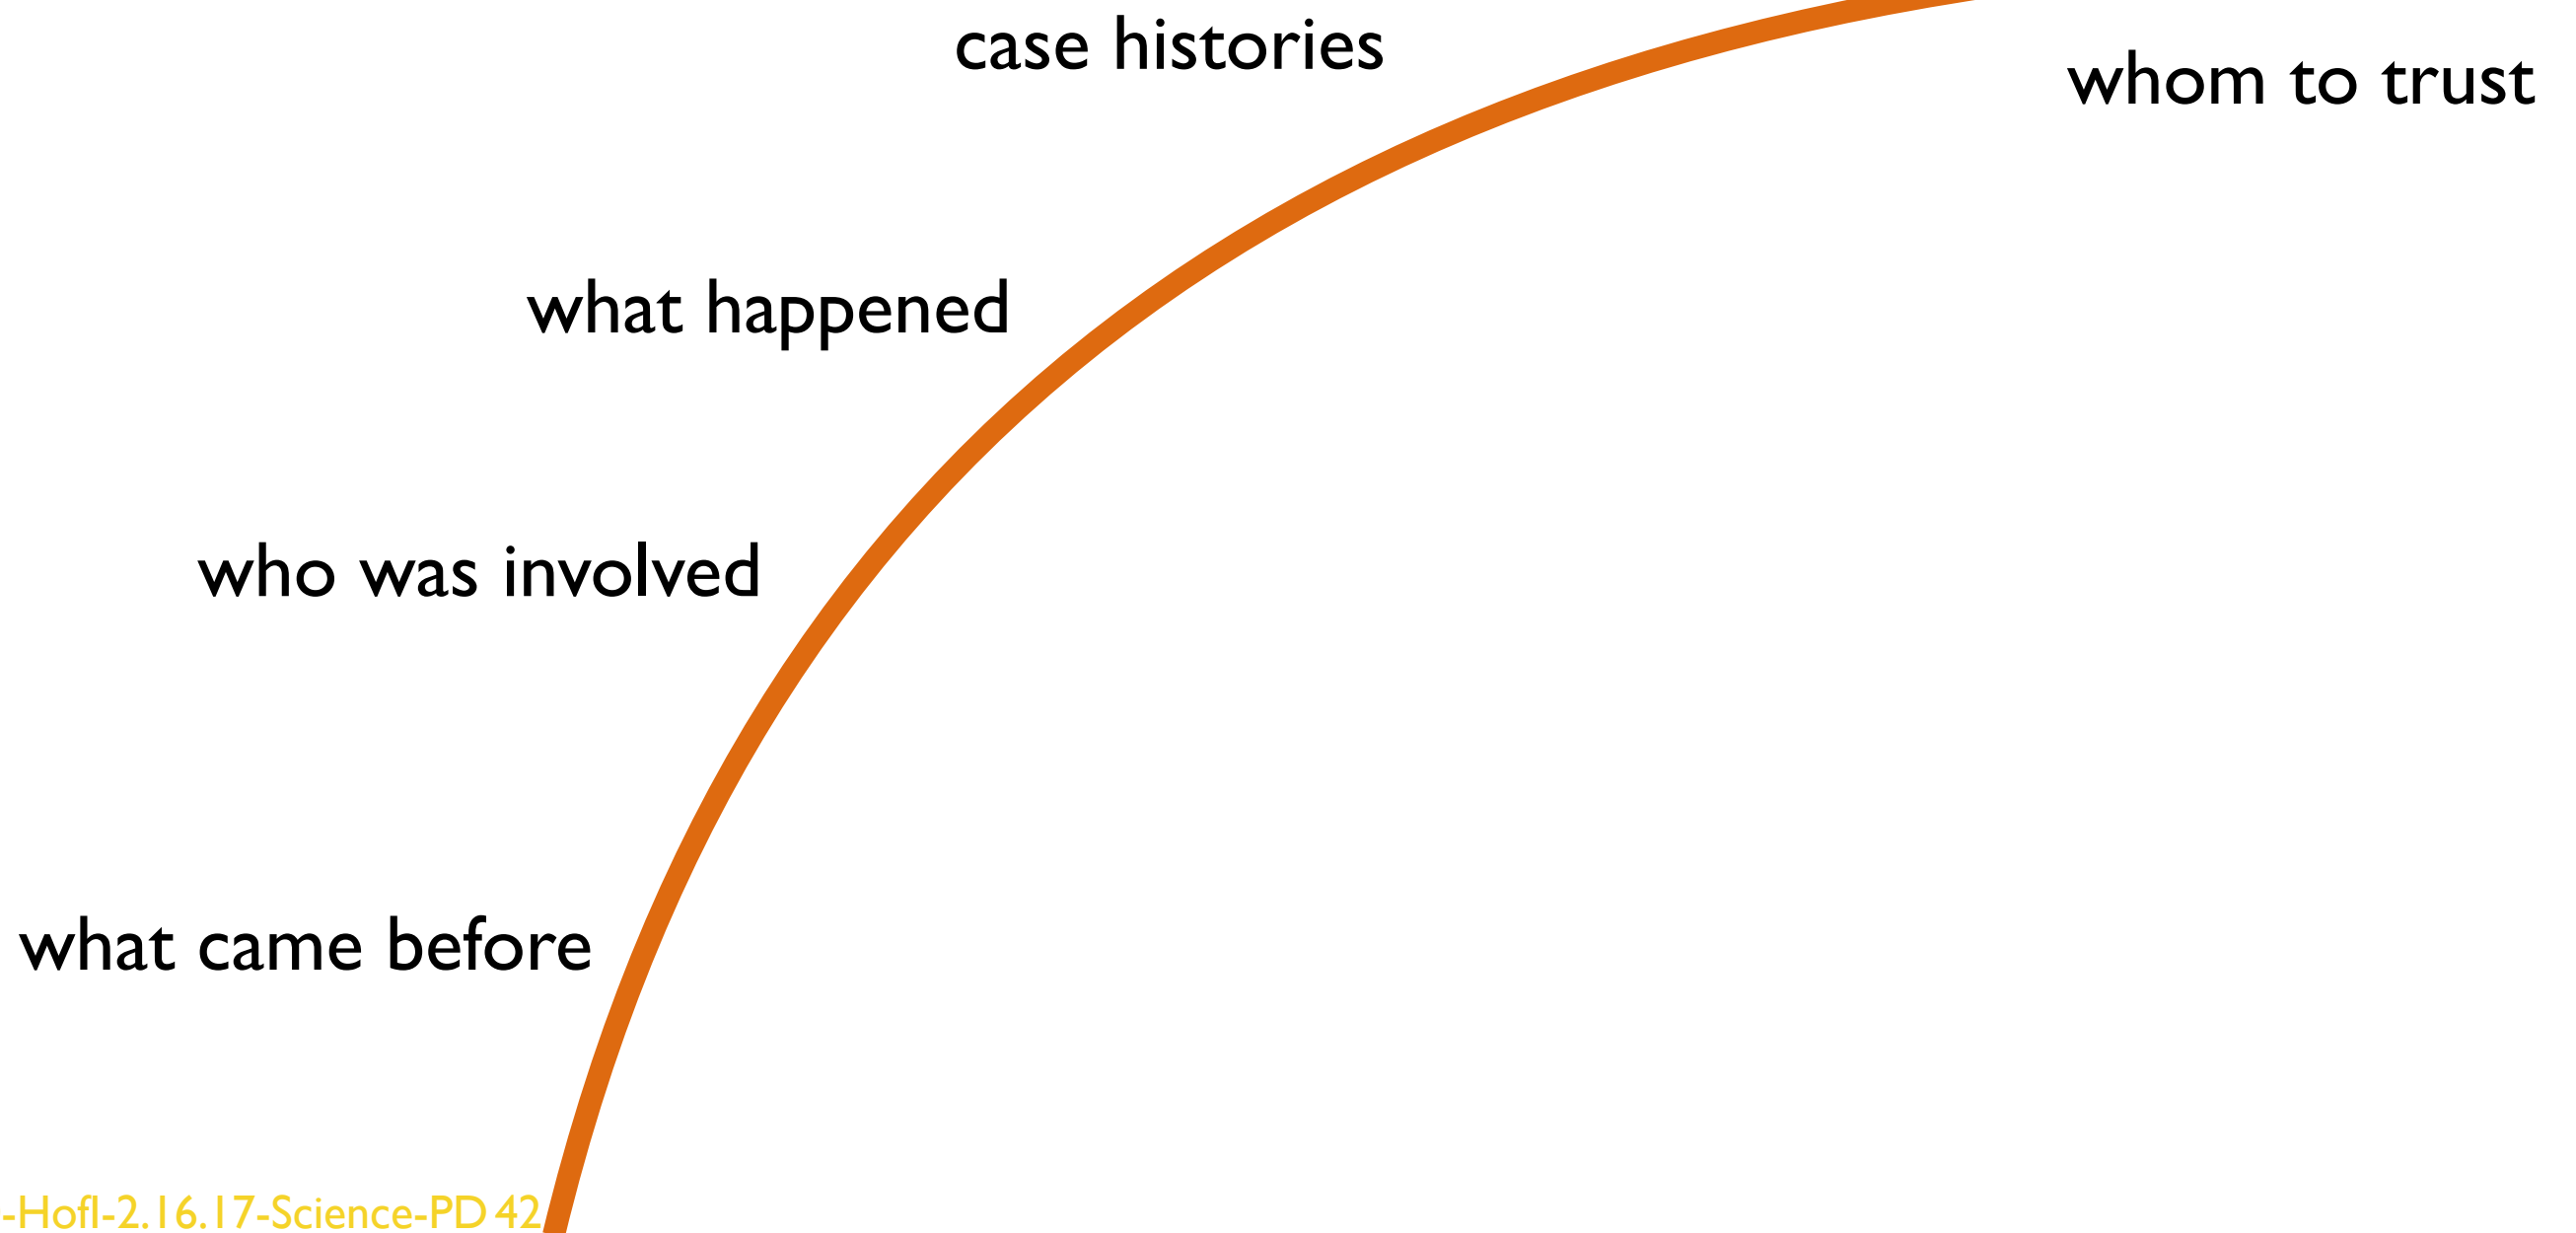 case histories
whom to trust
what happened
who was involved
what came before
-Hofl-2.16.17-Science-PD 42